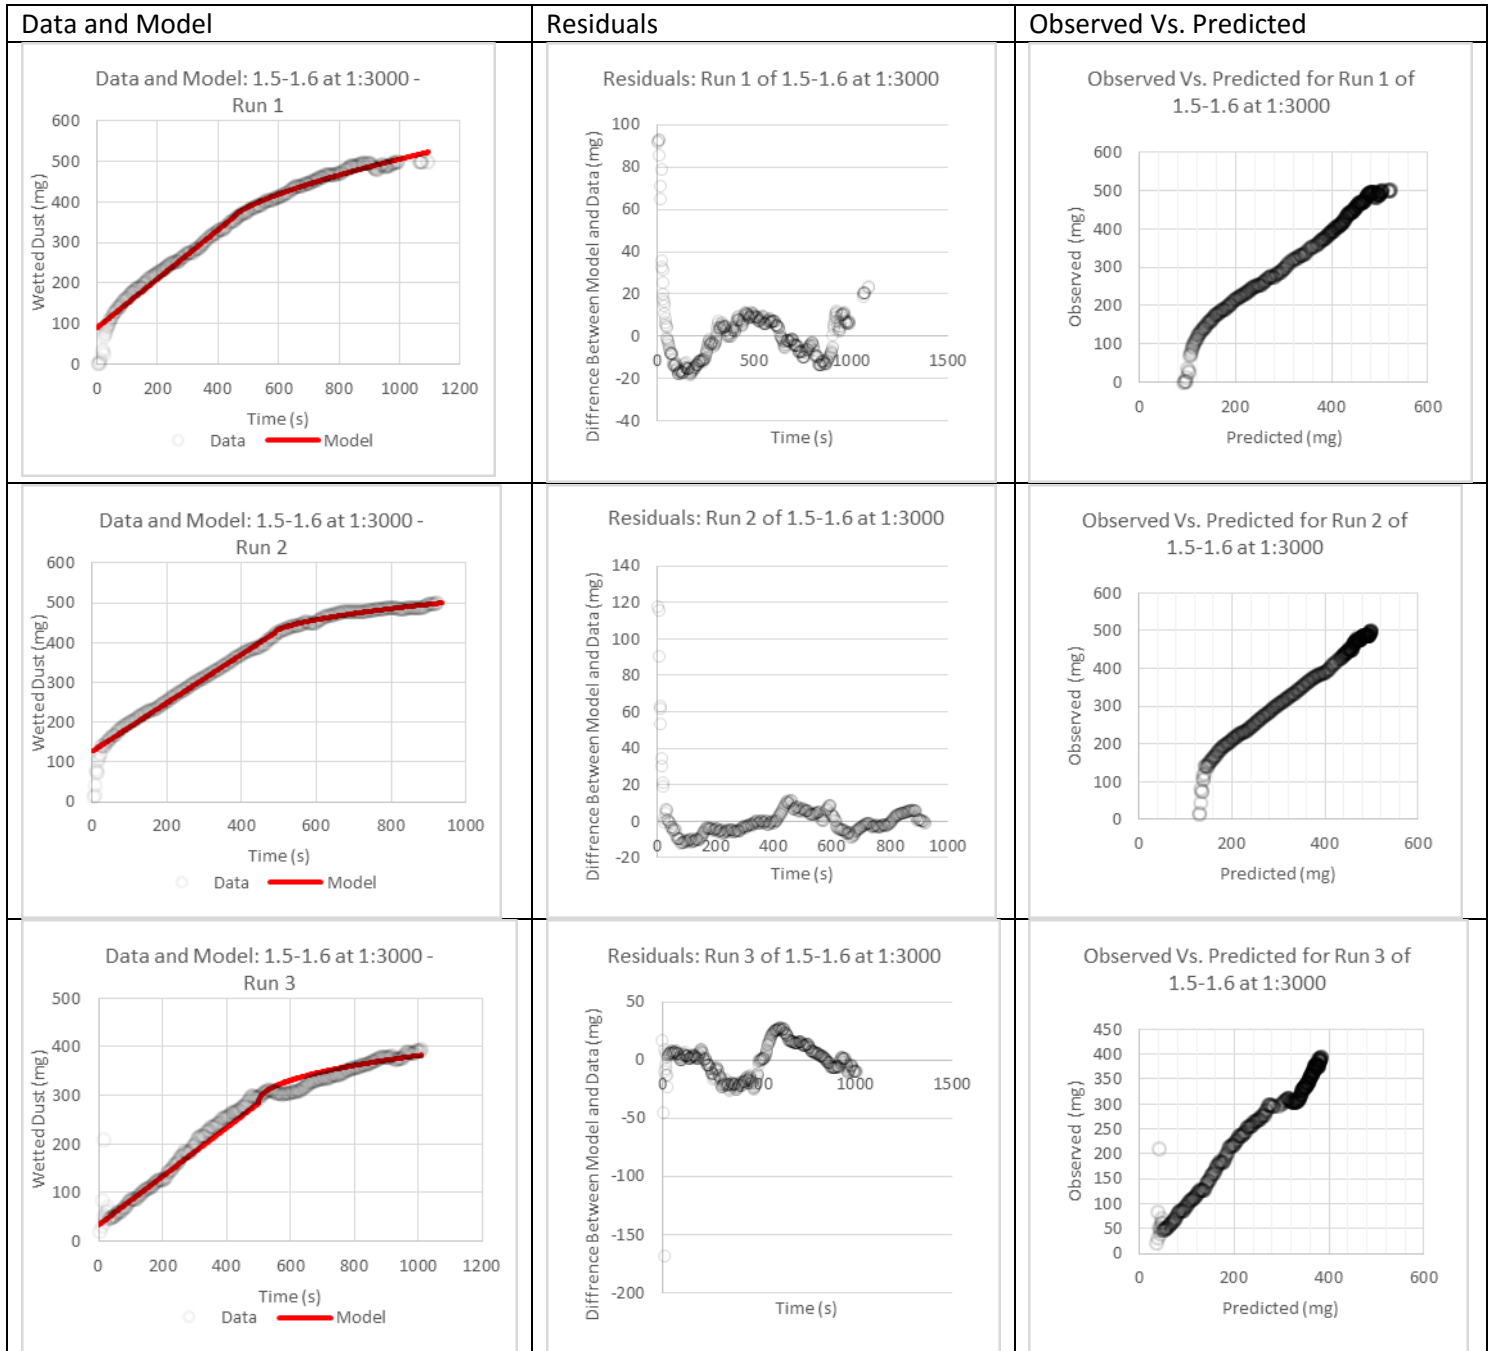 Data and Model
Residuals
Observed Vs. Predicted
Data and Model: 1.5-1.6 at 1:3000 -
Run 1
600
500
400
300
200
100
0
0 200 400 600 800 1000 1200
Wetted Dust (mg)
Time (s)
Data Model
Residuals: Run 1 of 1.5-1.6 at 1:3000
100
80
60
40
20
0
-20
-40
0 500 1000 1500
Diffrence Between Model and Data (mg)
Time (s)
Observed Vs. Predicted for Run 1 of
1.5-1.6 at 1:3000
600
500
400
300
200
100
0
0 200 400 600
Observed (mg)
Predicted (mg)
Data and Model: 1.5-1.6 at 1:3000 -
Run 2
600
500
400
300
200
100
0
0 200 400 600 800 1000
Wetted Dust (mg)
Time (s)
Data Model
Residuals: Run 2 of 1.5-1.6 at 1:3000
140
120
100
80
60
40
20
0
-20
0 200 400 600 800 1000
Diffrence Between Model and Data (mg)
Time (s)
Observed Vs. Predicted for Run 2 of
1.5-1.6 at 1:3000
600
500
400
300
200
100
0
0 200 400 600
Observed (mg)
Predicted (mg)
Data and Model: 1.5-1.6 at 1:3000 -
Run 3
500
400
300
200
100
0
0 200 400 600 800 1000 1200
Wetted Dust (mg)
Time (s)
Data Model
Residuals: Run 3 of 1.5-1.6 at 1:3000
50
0
-50
-100
-150
-200
0 500 1000 1500
Diffrence Between Model and Data (mg)
Time (s)
Observed Vs. Predicted for Run 3 of
1.5-1.6 at 1:3000
450
400
350
300
250
200
150
100
50
0
0 200 400 600
Observed (mg)
Predicted (mg)